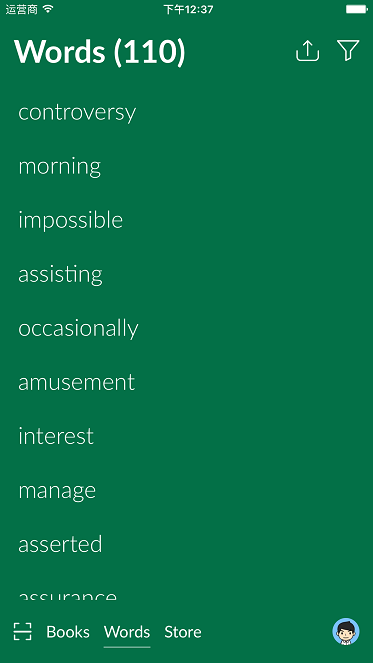 运营商 下午12:37
Words (110)
controversy
morning
impossible
assisting
occasionally
amusement
interest
manage
asserted
assurance
Books Words Store